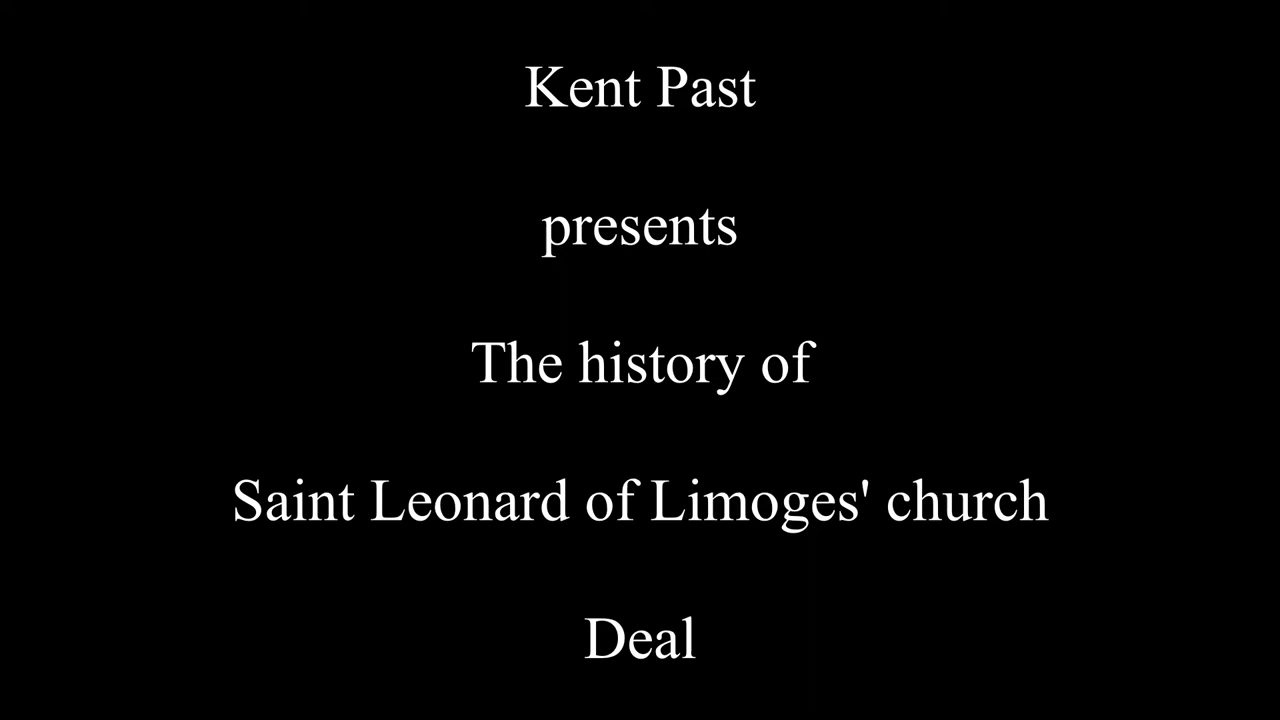 Kent Past
presents
The history of
Saint Leonard of Limoges' church
Deal